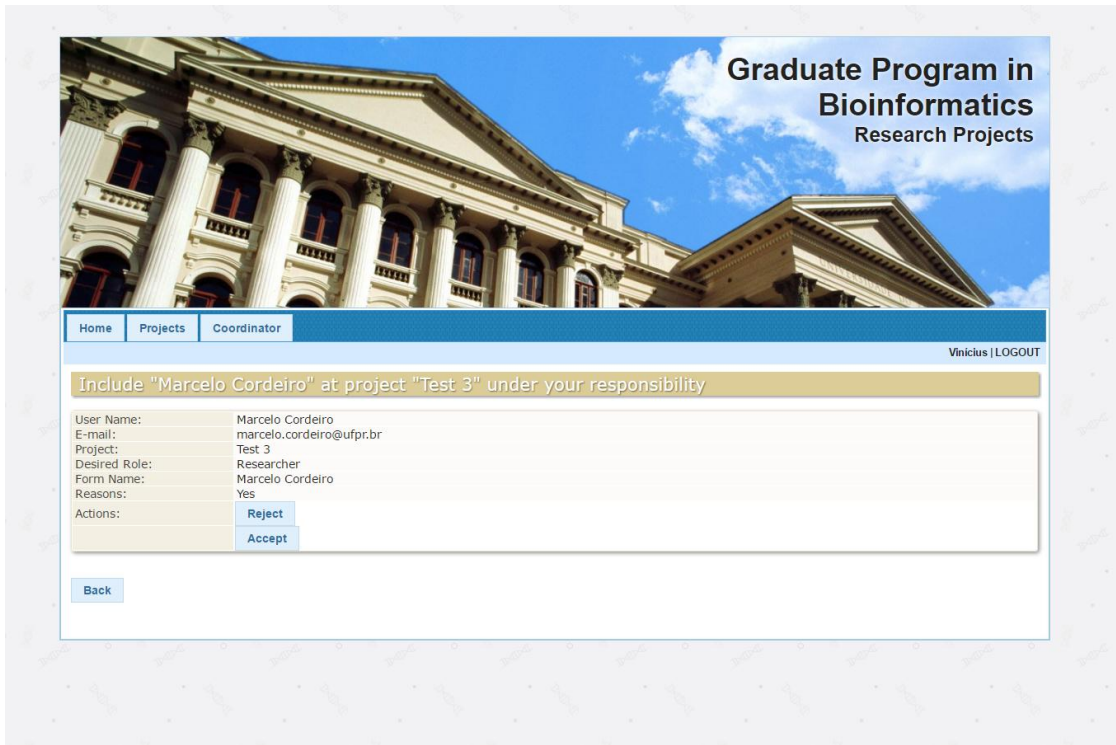 Graduate Program in
Bioinformatics
Research Projects
Home Projects Coordinator
Vinicius | LOGOUT
Include "Marcelo Cordeiro" at project "Test 3" under your responsibility
User Name: Marcelo Cordeiro
E-mail: marcelo.cordeiro@ufpr.br
Project: Test 3
Desired Role: Researcher
Form Name: Marcelo Cordeiro
Reasons: Yes
Actions: Reject
Accept
Back